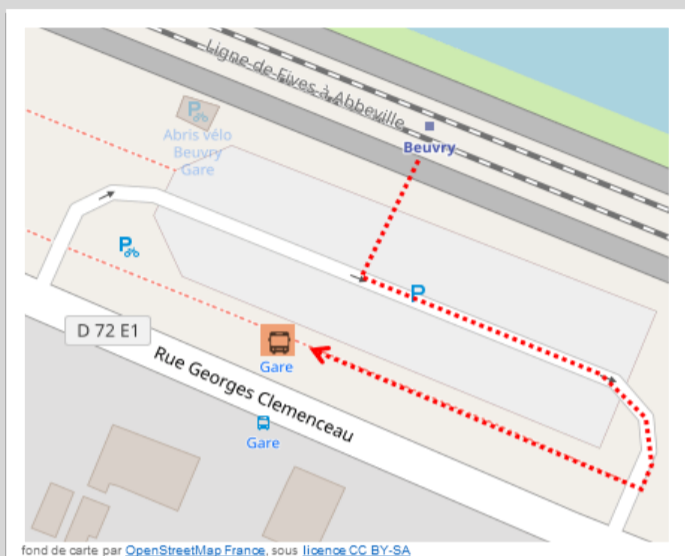 Ligne de Fives à Abbeville
P
Abris vélo
Beuvry
Gare
Beuvry
P
P
D 72 E1
Gare
Rue Georges Clemenceau
Gare
fond de carte par OpenStreetMap France, sous licence CC BY-SA